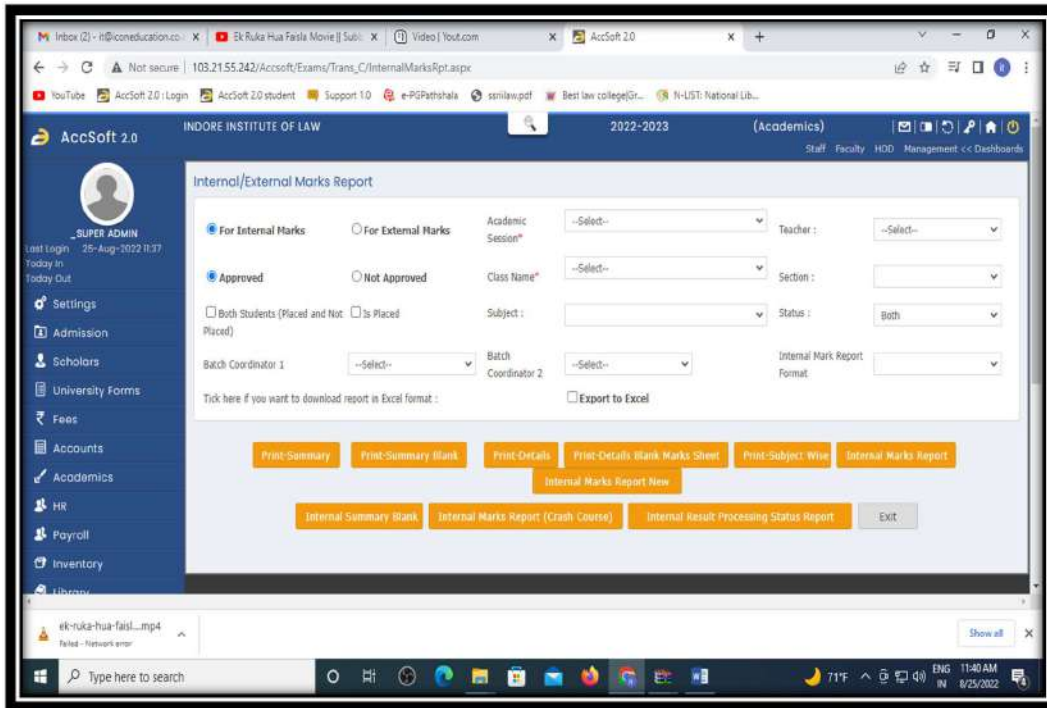 Inbox (2) - it@iconeducation.co.
Ek Ruka Hua Faisla Movie || Subt
Video | Yout.com
AccSoft 2.0
Not secure | 103.21.55.242/Accsoft/Exams/Trans_C/InternalMarksRpt.aspx
YouTube
AccSoft 2.0 : Login
AccSoft 2.0 student
Support 1.0
e-PGPathshala
ssrnlaw.pdf
Best law college|Gr...
N-LIST: National Lib...
AccSoft 2.0
INDORE INSTITUTE OF LAW
2022-2023
(Academics)
Staff Faculty HOD Management << Dashboards
_SUPER ADMIN
Last Login 25-Aug-2022 11:37
Today In
Today Out
Settings
Admission
Scholars
University Forms
Fees
Accounts
Academics
HR
Payroll
Inventory
Library
Internal/External Marks Report
For Internal Marks
For External Marks
Academic Session*
--Select--
Teacher :
--Select--
Approved
Not Approved
Class Name*
--Select--
Section :
Both Students (Placed and Not Placed)
Is Placed
Subject :
Status :
Both
Batch Coordinator 1
--Select--
Batch Coordinator 2
--Select--
Internal Mark Report Format
Tick here if you want to download report in Excel format :
Export to Excel
Print-Summary
Print-Summary Blank
Print-Details
Print-Details Blank Marks Sheet
Print-Subject Wise
Internal Marks Report
Internal Marks Report New
Internal Summary Blank
Internal Marks Report (Crash Course)
Internal Result Processing Status Report
Exit
ek-ruka-hua-faisl....mp4
Failed - Network error
Show all
Type here to search
71°F
ENG
IN
11:40 AM
8/25/2022